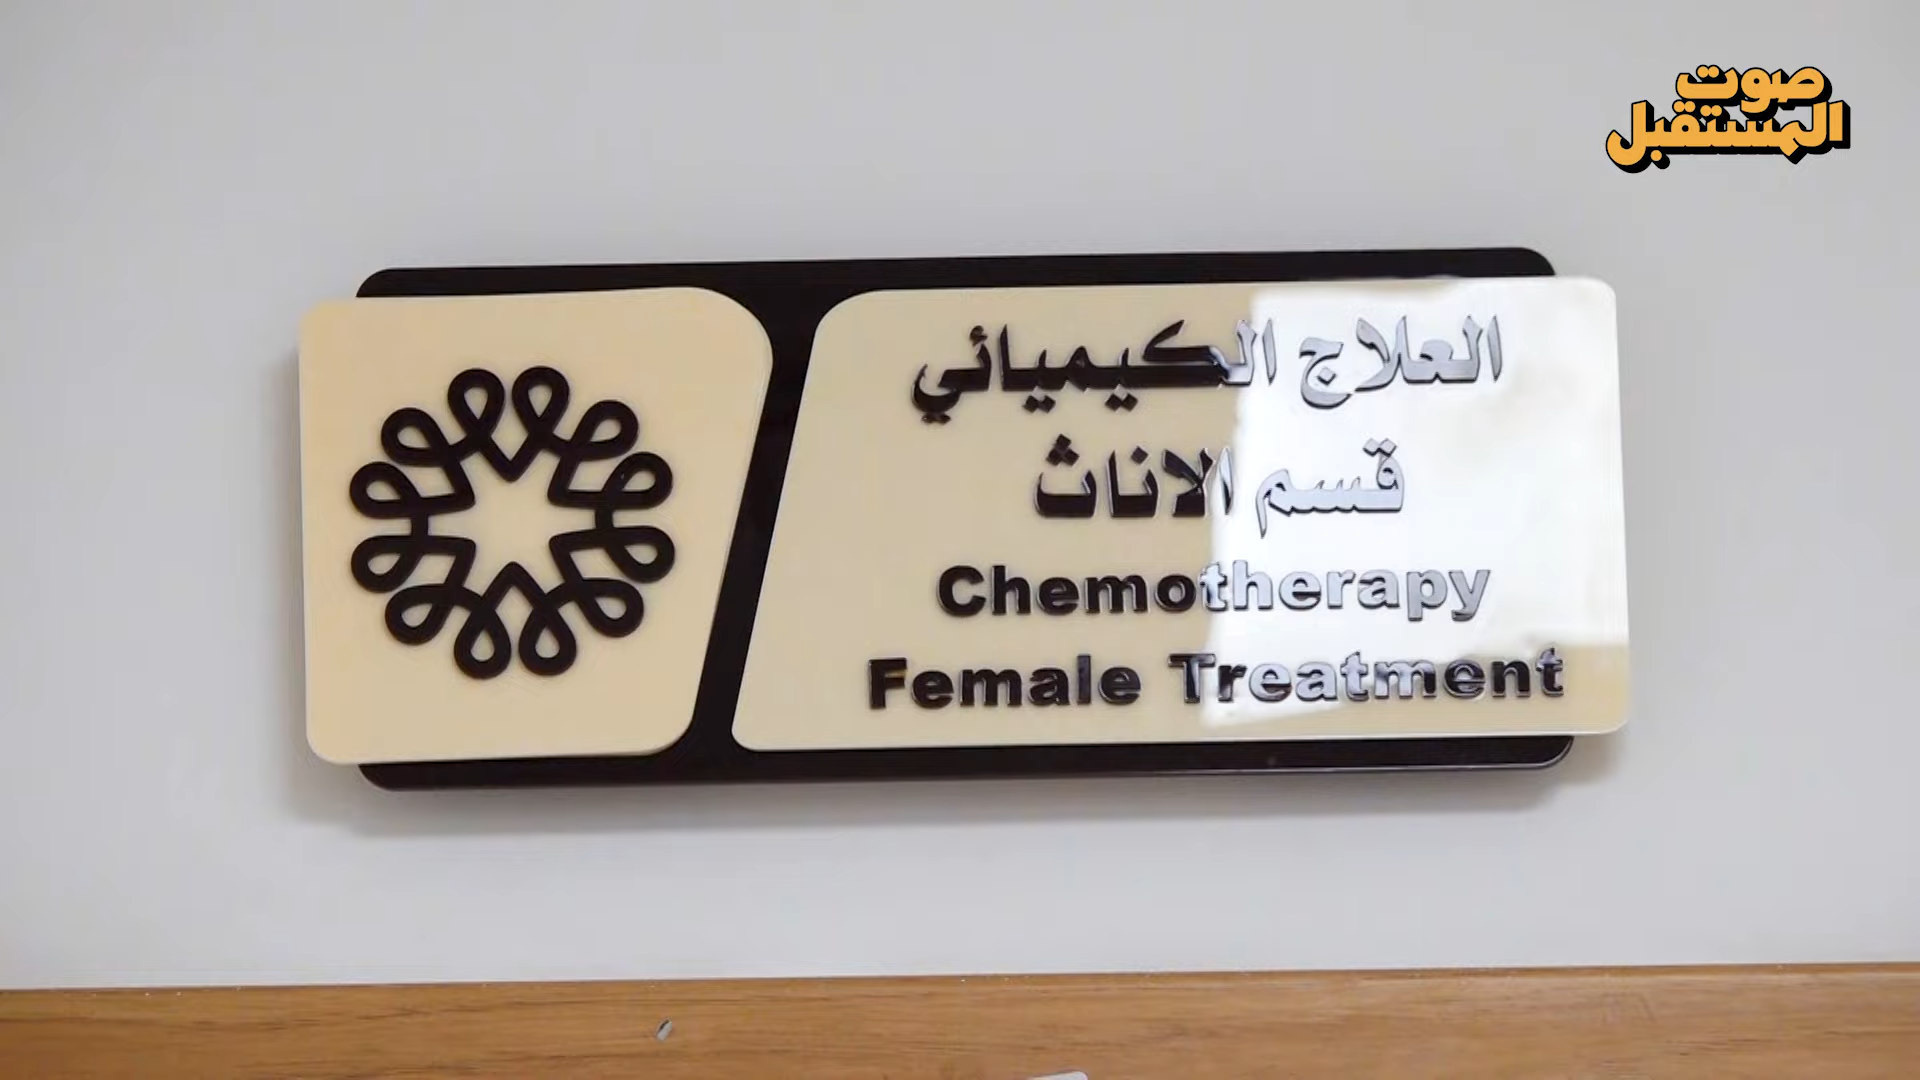 صوت
المستقبل
العلاج الكيميائي
قسم الاناث
Chemotherapy
Female Treatment